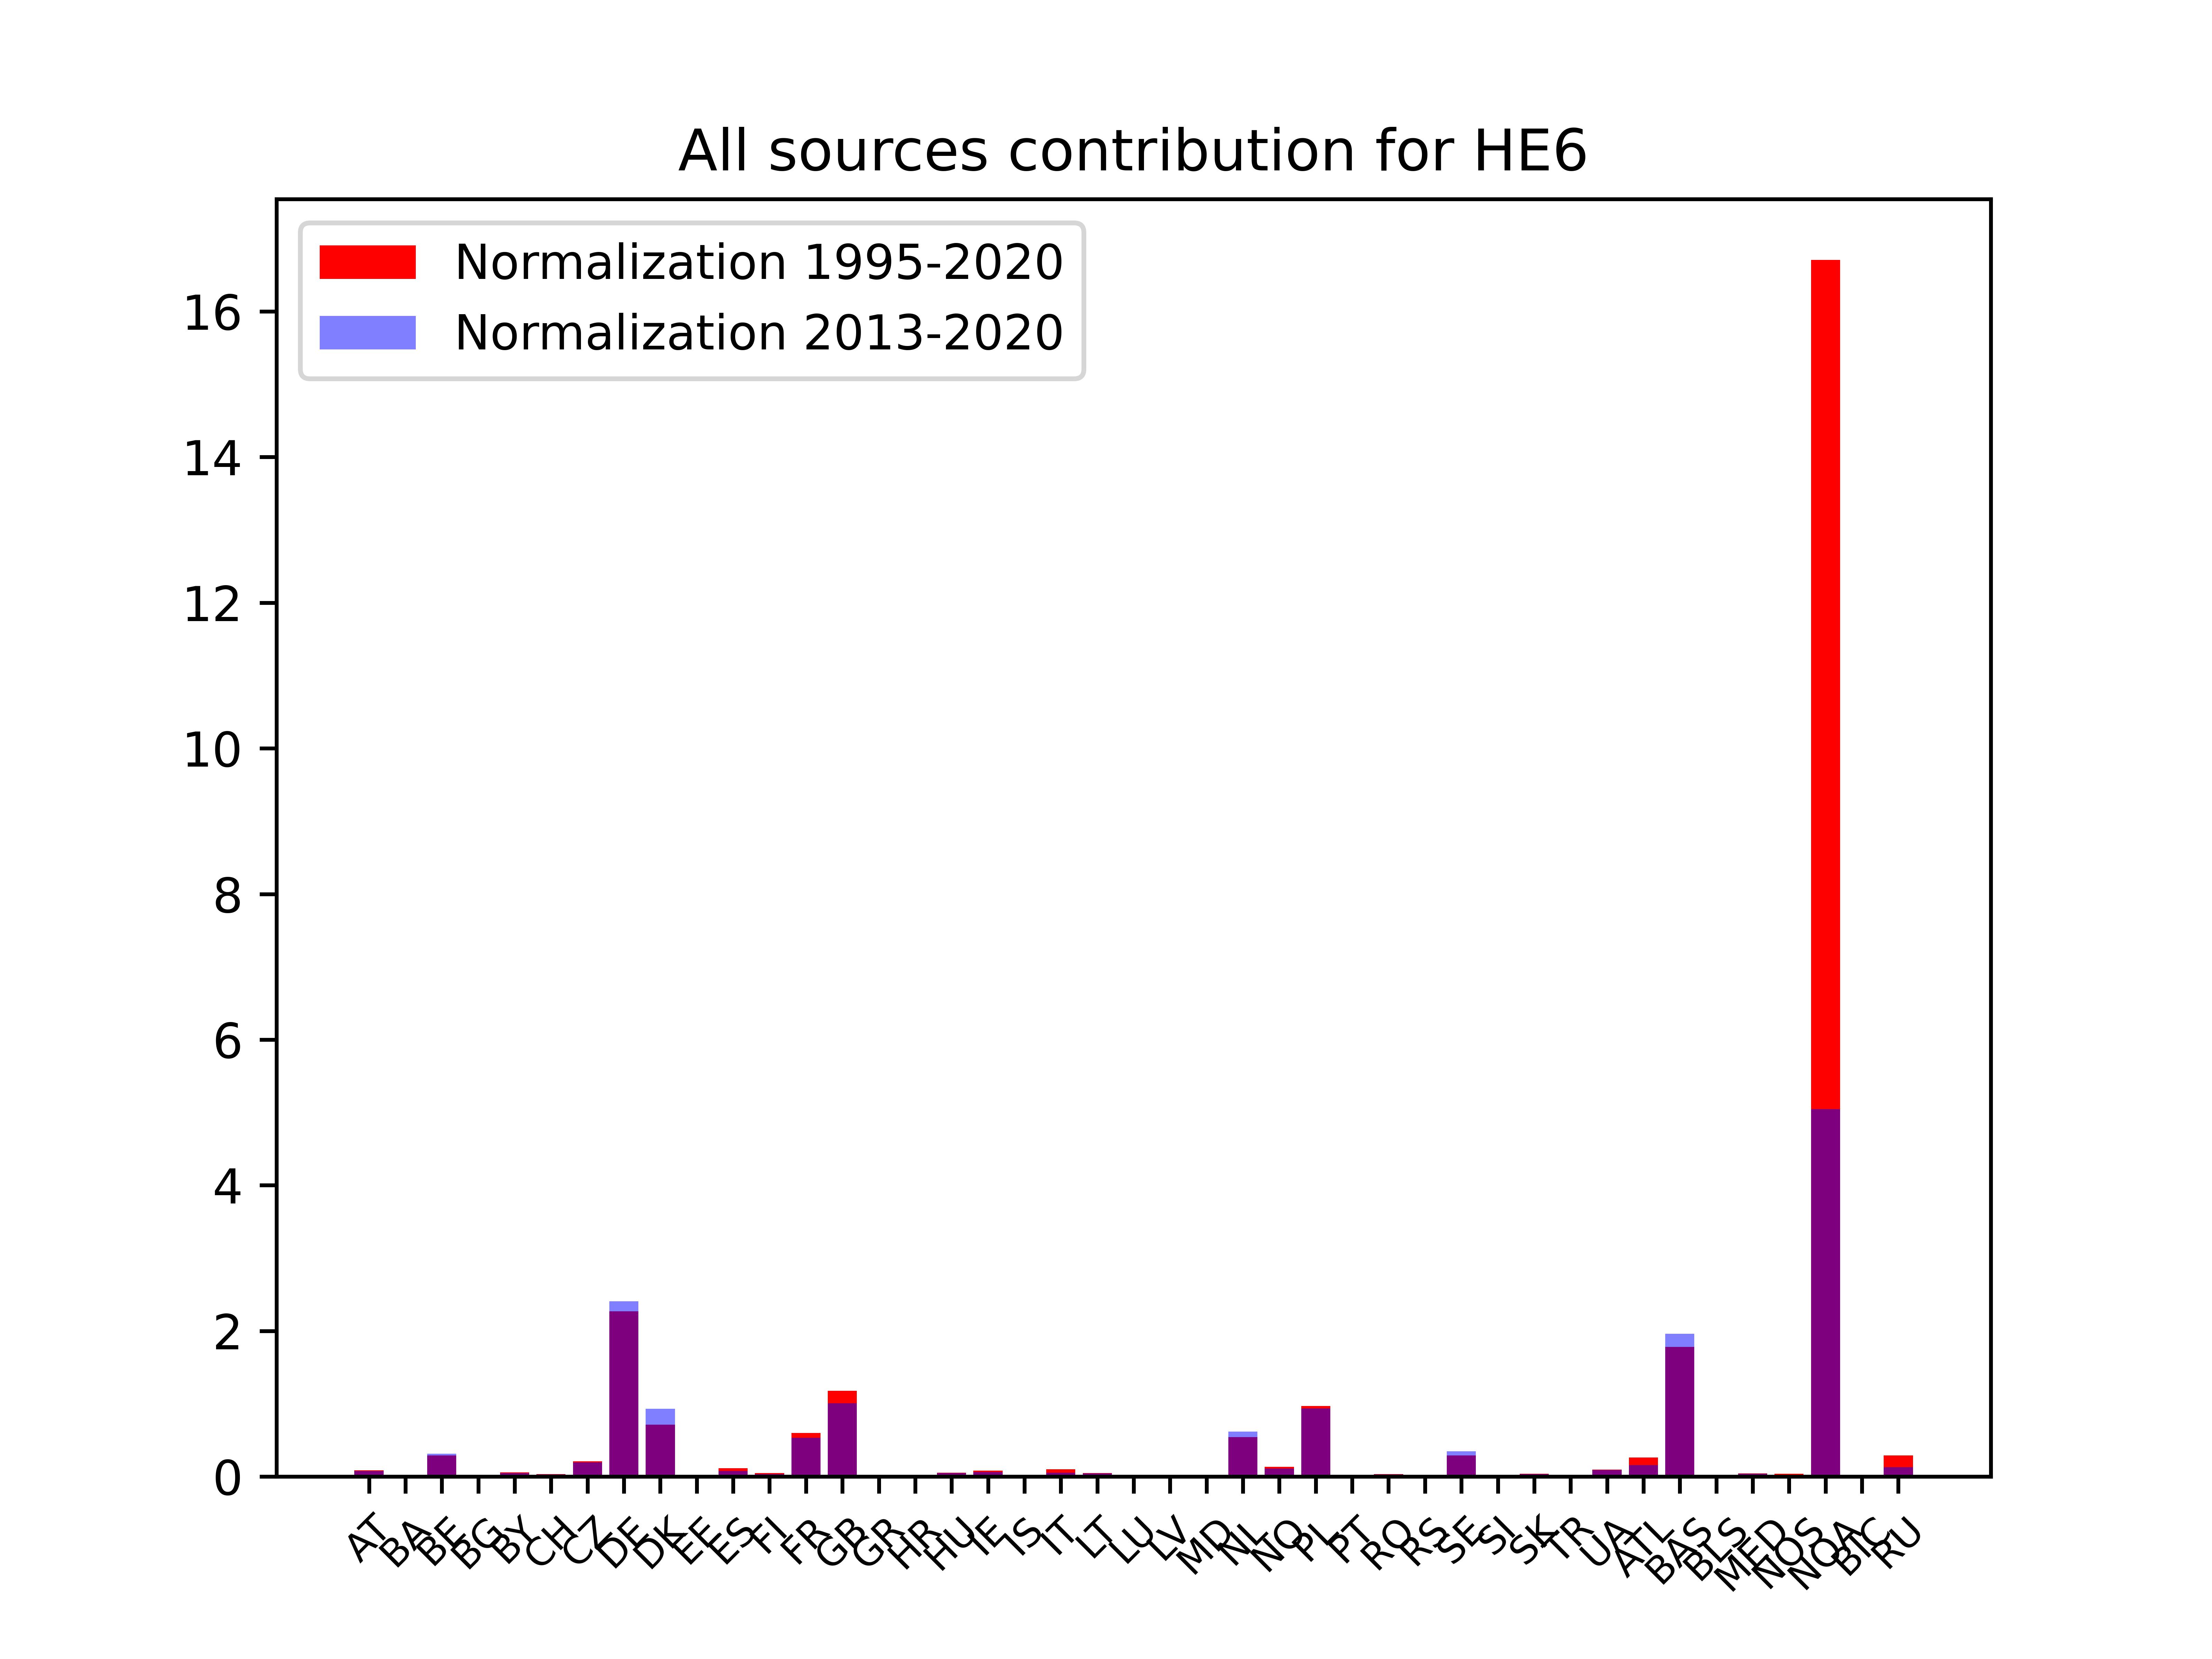 All sources contribution for HE6
Normalization 1995-2020
Normalization 2013-2020
16
14
12
10
8
6
4
2
0
AT
BA
BE
BG
BY
CH
CZ
DE
DK
EE
ES
FI
FR
GB
GR
HR
HU
IE
IS
IT
LT
LU
LV
MD
NL
NO
PL
PT
RO
RS
SE
SI
SK
TR
UA
ATL
BAS
BLS
MED
NOS
NOA
BIC
RU